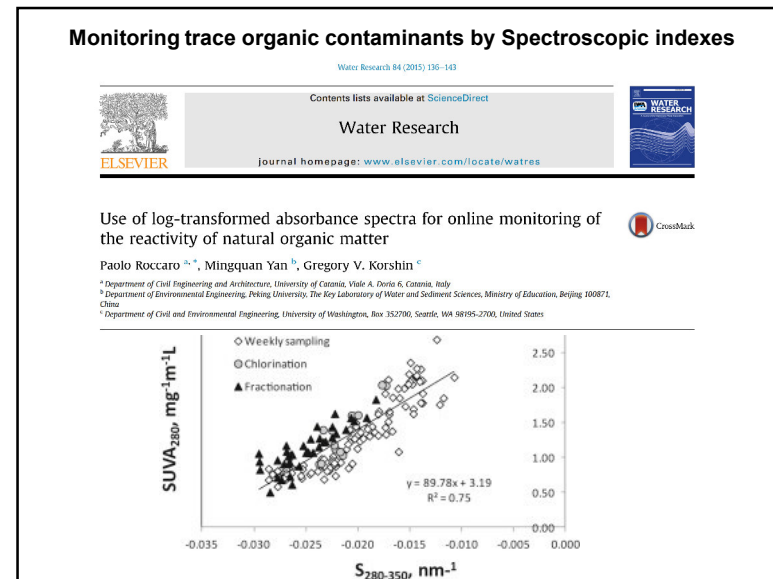 Monitoring trace organic contaminants by Spectroscopic indexes
Water Research 84 (2015) 136–143
Contents lists available at ScienceDirect
Water Research
journal homepage: www.elsevier.com/locate/watres
ELSEVIER
WATER
RESEARCH
Use of log-transformed absorbance spectra for online monitoring of
the reactivity of natural organic matter
CrossMark
Paolo Roccaro a, *, Mingquan Yan b, Gregory V. Korshin c
a Department of Civil Engineering and Architecture, University of Catania, Viale A. Doria 6, Catania, Italy
b Department of Environmental Engineering, Peking University, The Key Laboratory of Water and Sediment Sciences, Ministry of Education, Beijing 100871,
China
c Department of Civil and Environmental Engineering, University of Washington, Box 352700, Seattle, WA 98195-2700, United States
SUVA280, mg-1m-1L
Weekly sampling
Chlorination
Fractionation
2.50
2.00
1.50
1.00
0.50
0.00
y = 89.78x + 3.19
R² = 0.75
-0.035 -0.030 -0.025 -0.020 -0.015 -0.010 -0.005 0.000
S280-350, nm-1